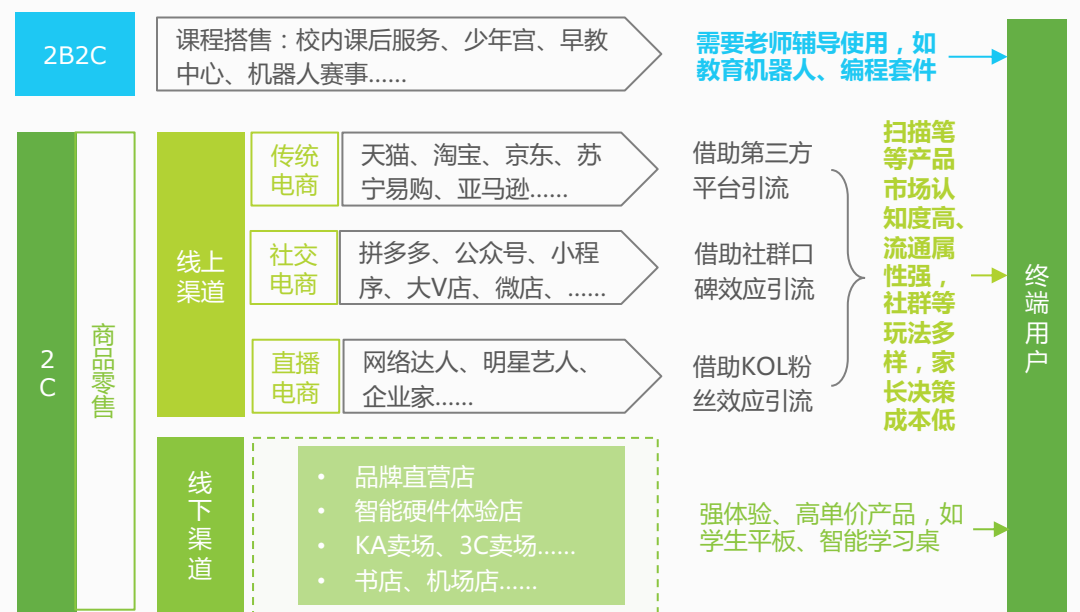 2B2C
课程搭售：校内课后服务、少年宫、早教
中心、机器人赛事......
需要老师辅导使用，如
教育机器人、编程套件
2
C
商品零售
线上
渠道
传统
电商
天猫、淘宝、京东、苏
宁易购、亚马逊......
借助第三方
平台引流
社交
电商
拼多多、公众号、小程
序、大V店、微店、......
借助社群口
碑效应引流
直播
电商
网络达人、明星艺人、
企业家......
借助KOL粉
丝效应引流
扫描笔
等产品
市场认
知度高、
流通属
性强，
社群等
玩法多
样，家
长决策
成本低
线下渠道
• 品牌直营店
• 智能硬件体验店
• KA卖场、3C卖场......
• 书店、机场店......
强体验、高单价产品，如
学生平板、智能学习桌
终端用户